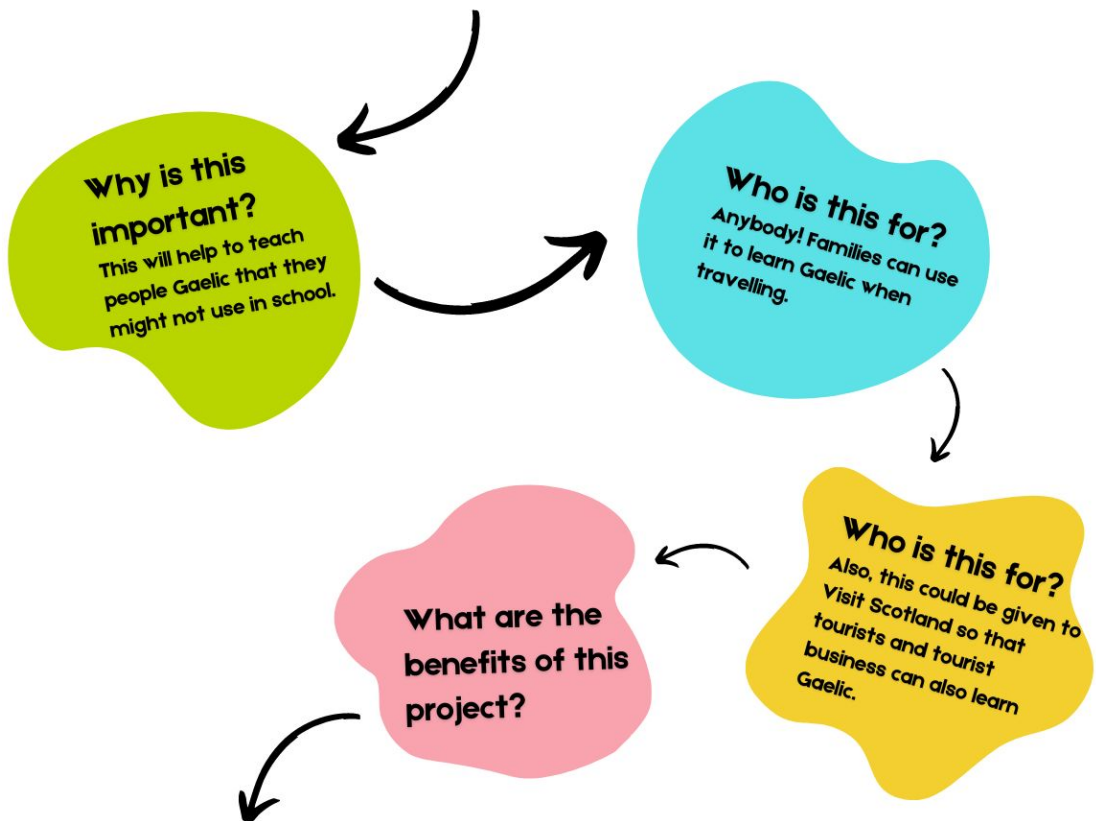 Why is this
important?
This will help to teach
people Gaelic that they
might not use in school.
Who is this for?
Anybody! Families can use
it to learn Gaelic when
travelling.
Who is this for?
Also, this could be given to
Visit Scotland so that
tourists and tourist
business can also learn
Gaelic.
What are the
benefits of this
project?